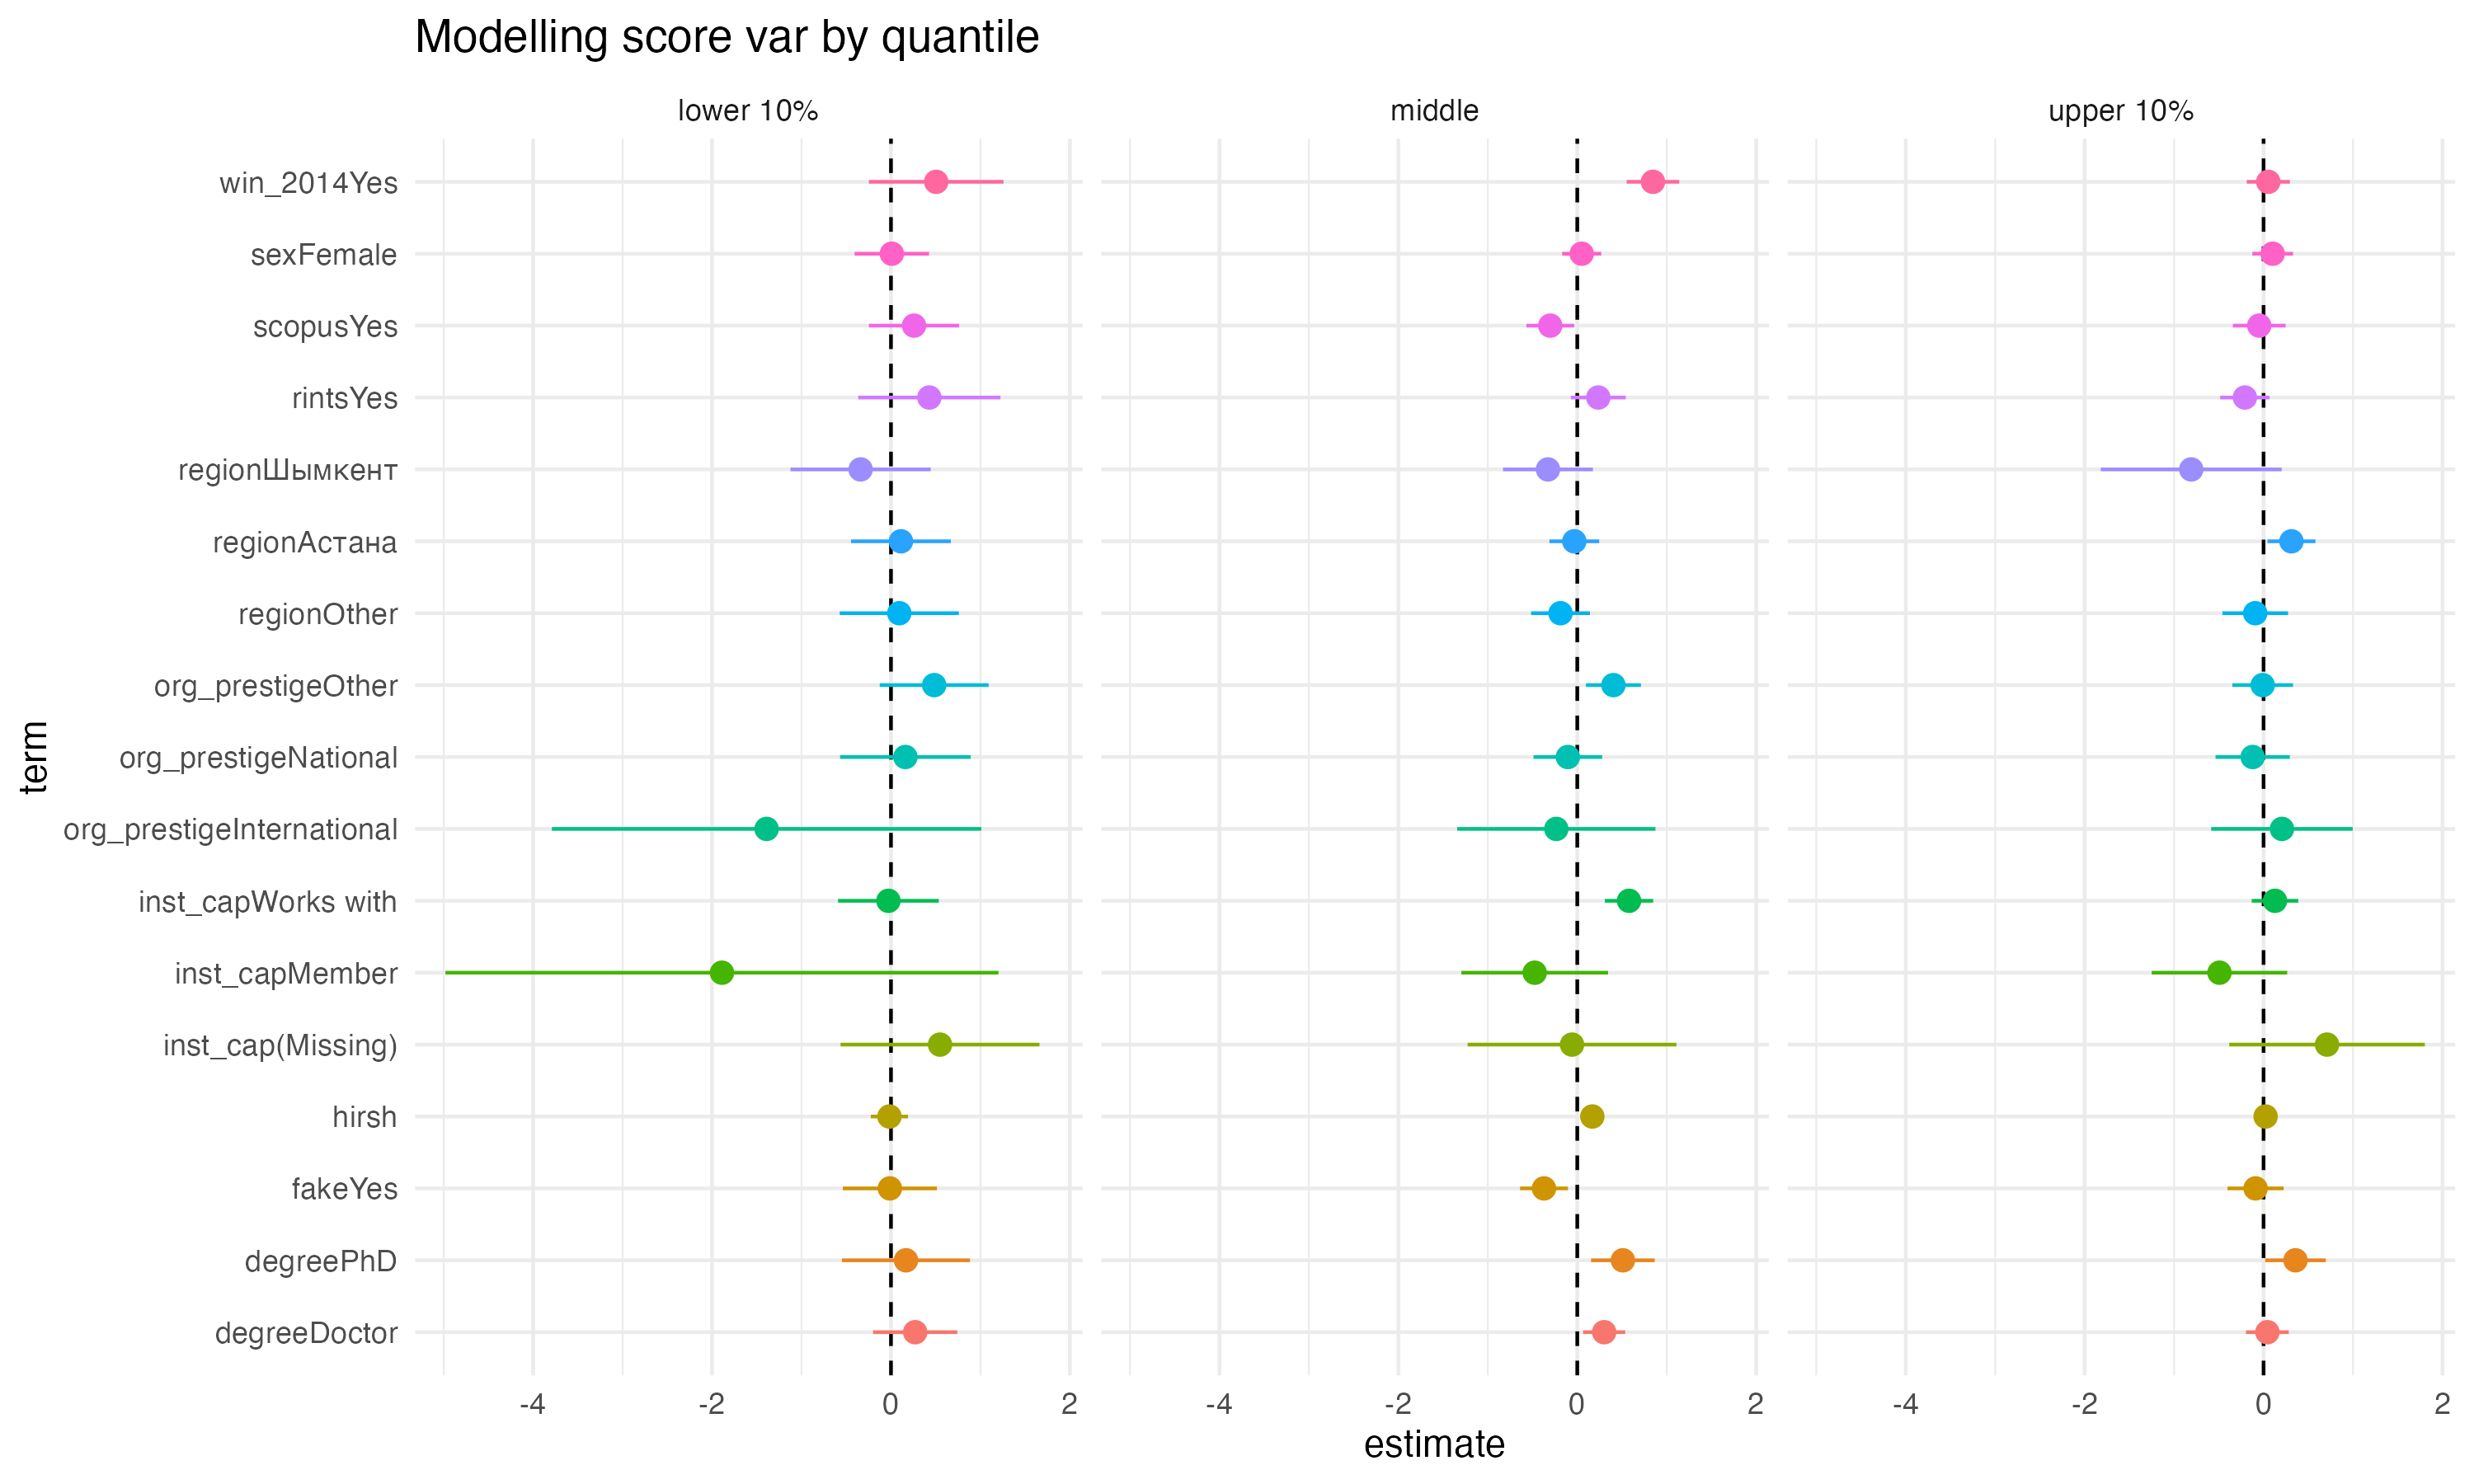 Modelling score var by quantile
lower 10%
middle
upper 10%
term
win_2014Yes
sexFemale
scopusYes
rintsYes
regionШымкент
regionАстана
regionOther
org_prestigeOther
org_prestigeNational
org_prestigeInternational
inst_capWorks with
inst_capMember
inst_cap(Missing)
hirsh
fakeYes
degreePhD
degreeDoctor
-4 -2 0 2
-4 -2 0 2
-4 -2 0 2
estimate